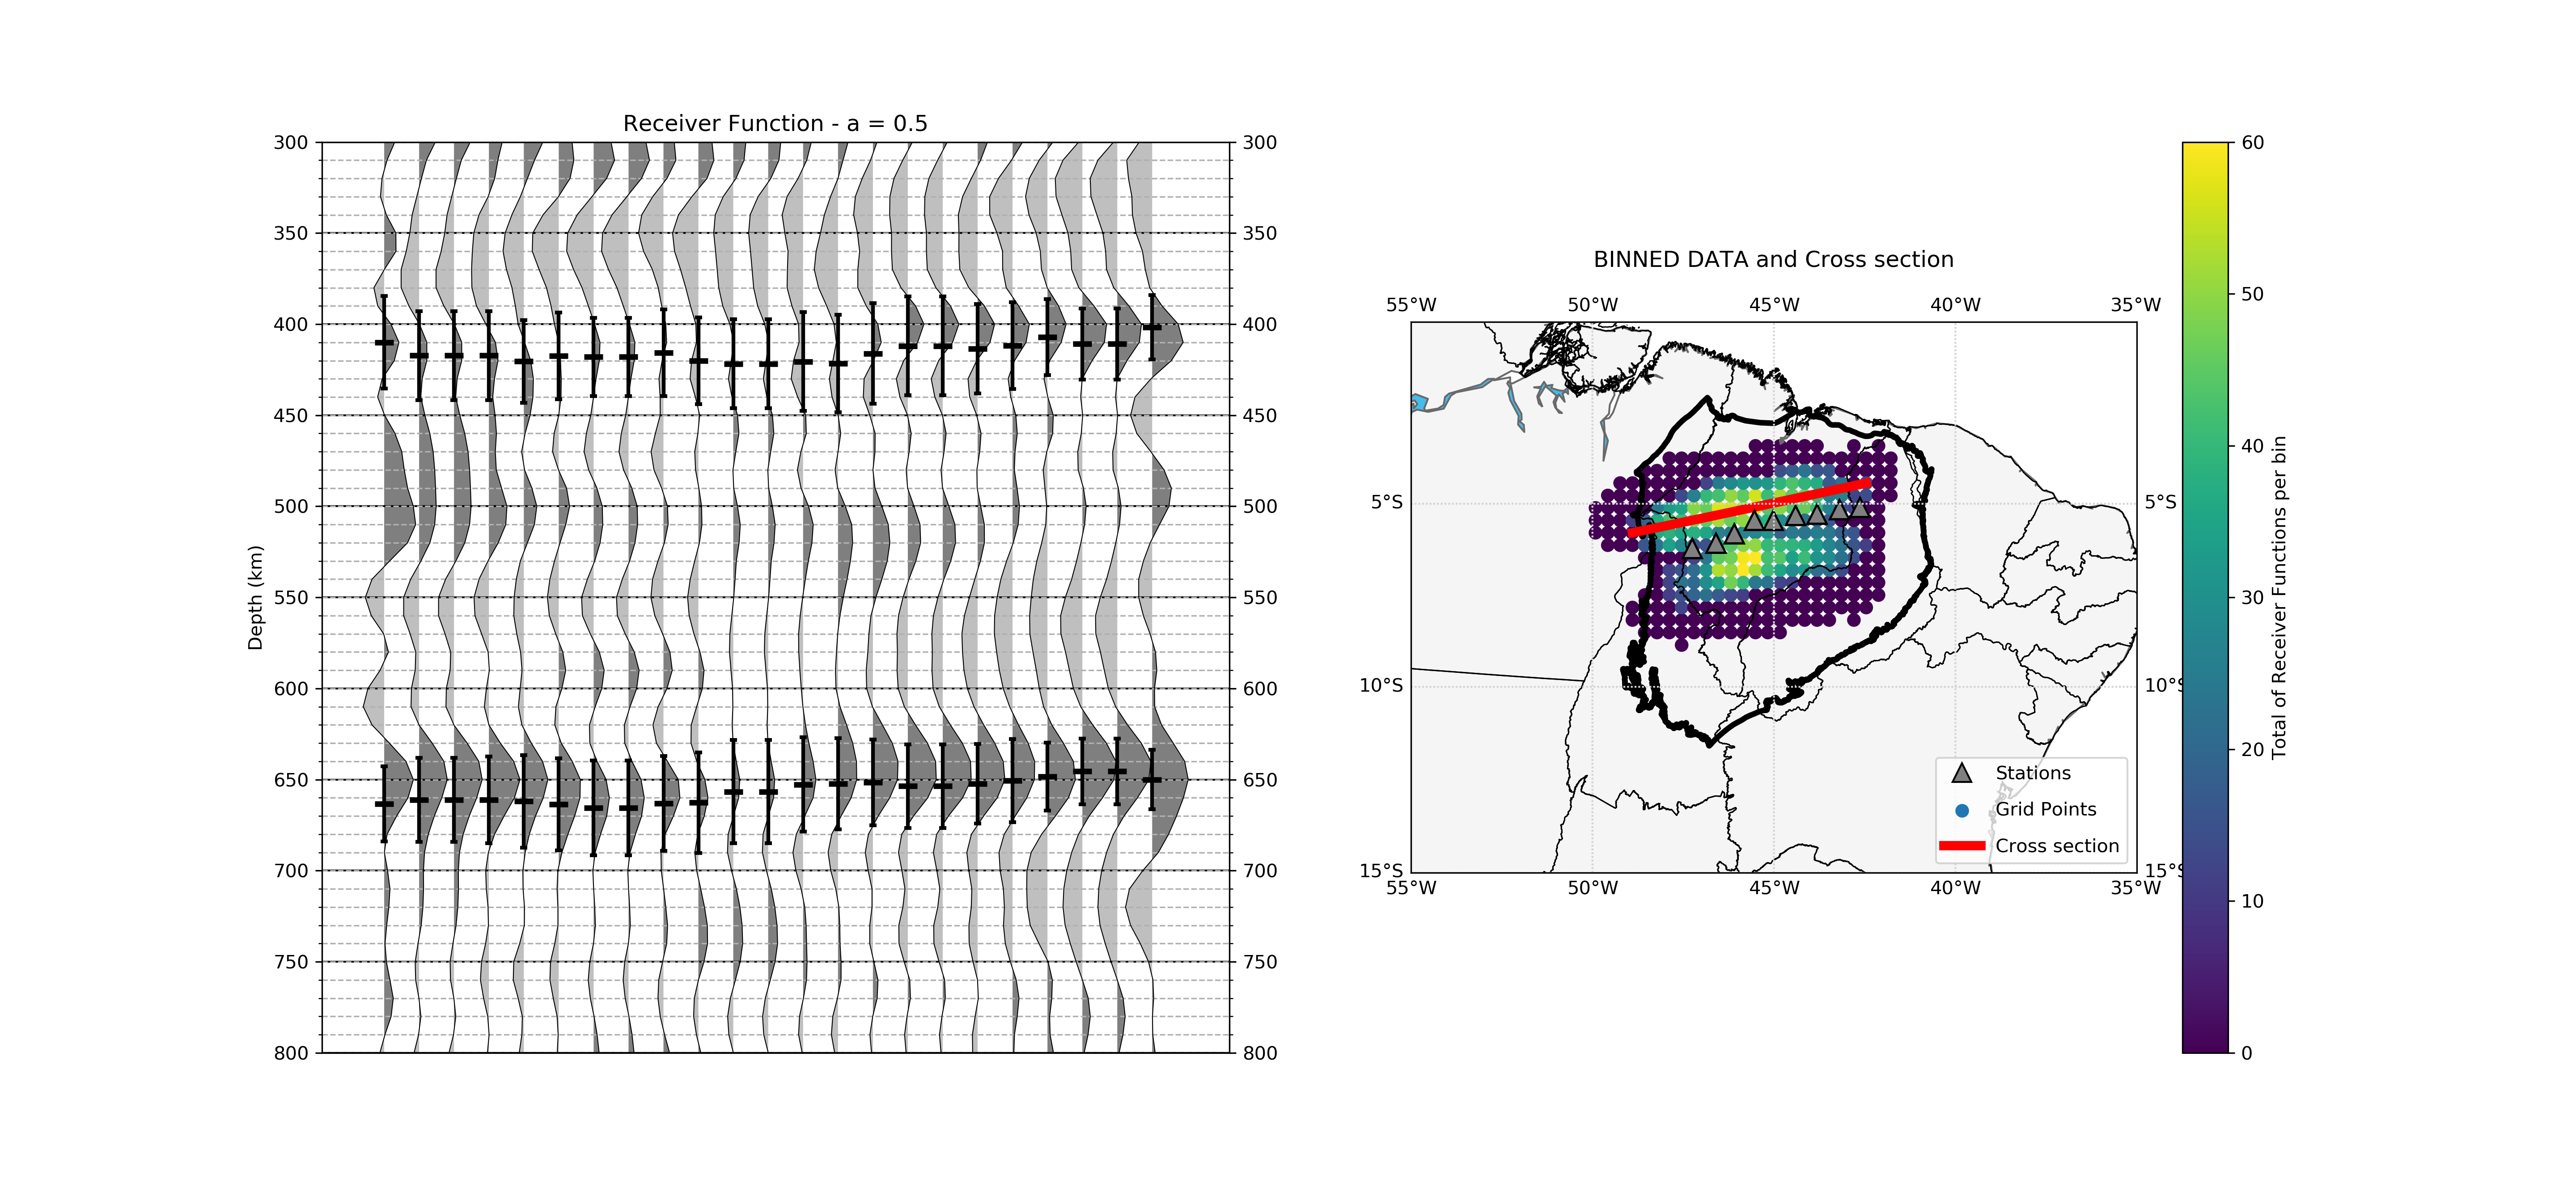 Receiver Function - a = 0.5
300
350
400
450
500
550
600
650
700
750
800
Depth (km)
300
350
400
450
500
550
600
650
700
750
800
BINNED DATA and Cross section
55°W 50°W 45°W 40°W 35°W
5°S 5°S
10°S 10°S
15°S 15°S
55°W 50°W 45°W 40°W 35°W
Stations
Grid Points
Cross section
60
50
40
30
20
10
0
Total of Receiver Functions per bin